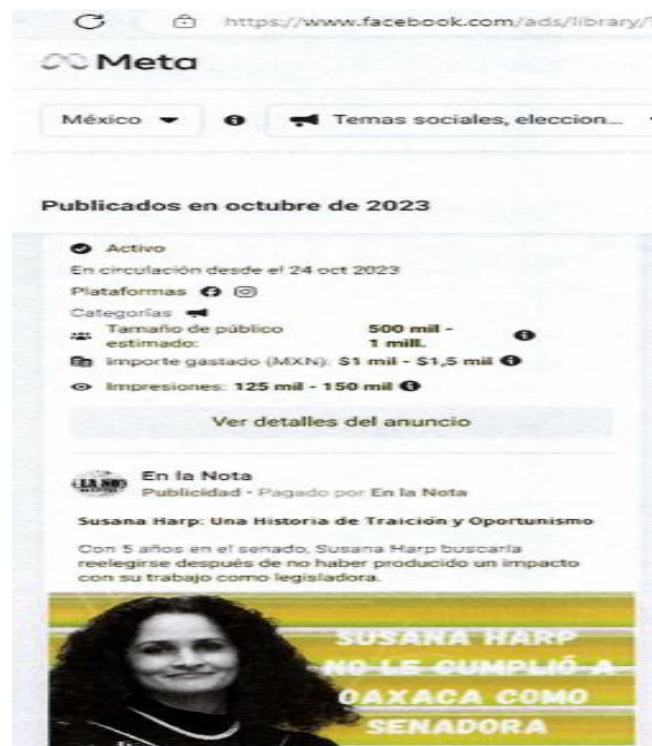 https://www.facebook.com/ads/library/
Meta
México
Temas sociales, eleccion...
Publicados en octubre de 2023
Activo
En circulación desde el 24 oct 2023
Plataformas
Categorías
Tamaño de público estimado: 500 mil - 1 mill.
Importe gastado (MXN): $1 mil - $1,5 mil
Impresiones: 125 mil - 150 mil
Ver detalles del anuncio
LA NO
En la Nota
Publicidad • Pagado por En la Nota
Susana Harp: Una Historia de Traición y Oportunismo
Con 5 años en el senado, Susana Harp buscaría
reelegirse después de no haber producido un impacto
con su trabajo como legisladora.
SUSANA HARP
NO LE CUMPLIÓ A
OAXACA COMO
SENADORA